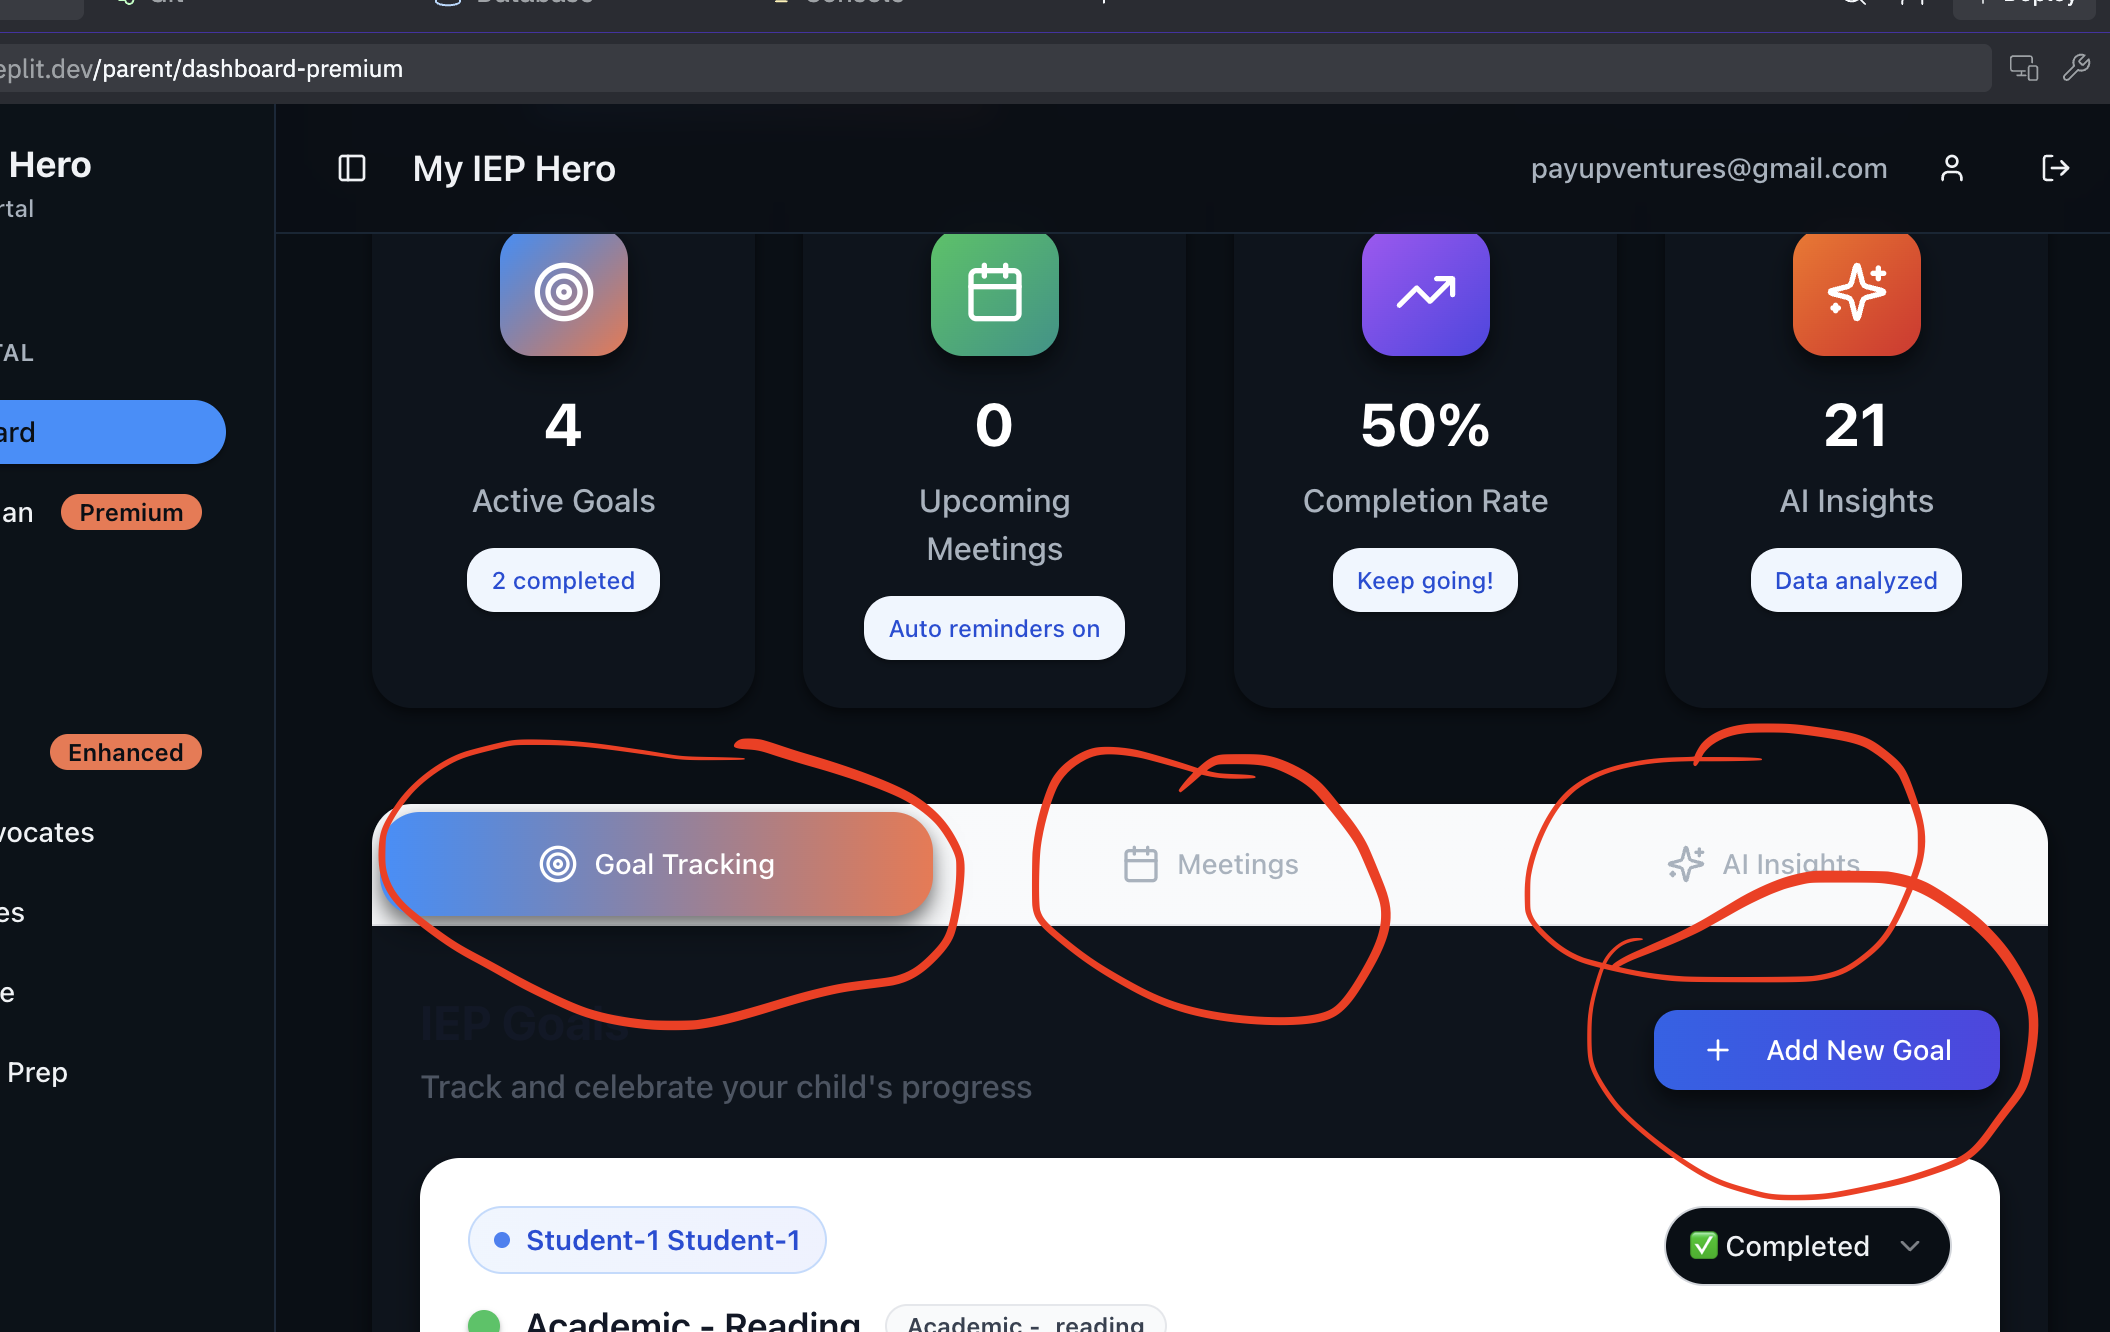 Database
Deploy
eplit.dev/parent/dashboard-premium
Hero
My IEP Hero
payupventures@gmail.com
rtal
TAL
ard
an Premium
Enhanced
vocates
es
e
Prep
4
Active Goals
2 completed
0
Upcoming
Meetings
Auto reminders on
50%
Completion Rate
Keep going!
21
AI Insights
Data analyzed
Goal Tracking
Meetings
AI Insights
IEP Goals
Track and celebrate your child's progress
Add New Goal
Student-1 Student-1
✅ Completed
Academic - Reading
Academic - reading